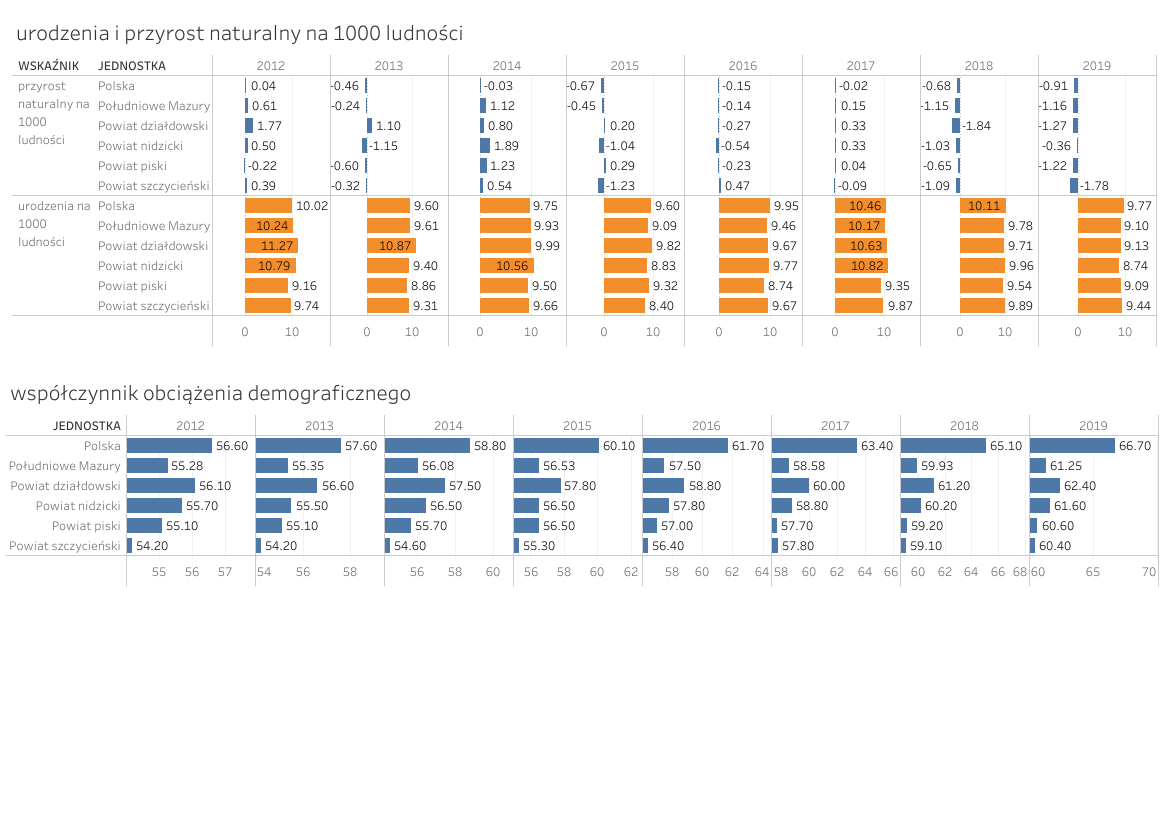 urodzenia i przyrost naturalny na 1000 ludności
WSKAŹNIK JEDNOSTKA 2012 2013 2014 2015 2016 2017 2018 2019
przyrost naturalny na 1000 ludności
Polska 0.04 -0.46 -0.03 -0.67 -0.15 -0.02 -0.68 -0.91
Południowe Mazury 0.61 -0.24 1.12 -0.45 -0.14 0.15 -1.15 -1.16
Powiat działdowski 1.77 1.10 0.80 0.20 -0.27 0.33 -1.84 -1.27
Powiat nidzicki 0.50 -1.15 1.89 -1.04 -0.54 0.33 -1.03 -0.36
Powiat piski -0.22 -0.60 1.23 0.29 -0.23 0.04 -0.65 -1.22
Powiat szczycieński 0.39 -0.32 0.54 -1.23 0.47 -0.09 -1.09 -1.78
urodzenia na 1000 ludności
Polska 10.02 9.60 9.75 9.60 9.95 10.46 10.11 9.77
Południowe Mazury 10.24 9.61 9.93 9.09 9.46 10.17 9.78 9.10
Powiat działdowski 11.27 10.87 9.99 9.82 9.67 10.63 9.71 9.13
Powiat nidzicki 10.79 9.40 10.56 8.83 9.77 10.82 9.96 8.74
Powiat piski 9.16 8.86 9.50 9.32 8.74 9.35 9.54 9.09
Powiat szczycieński 9.74 9.31 9.66 8.40 9.67 9.87 9.89 9.44
0 10 0 10 0 10 0 10 0 10 0 10 0 10 0 10
współczynnik obciążenia demograficznego
JEDNOSTKA 2012 2013 2014 2015 2016 2017 2018 2019
Polska 56.60 57.60 58.80 60.10 61.70 63.40 65.10 66.70
Południowe Mazury 55.28 55.35 56.08 56.53 57.50 58.58 59.93 61.25
Powiat działdowski 56.10 56.60 57.50 57.80 58.80 60.00 61.20 62.40
Powiat nidzicki 55.70 55.50 56.50 56.50 57.80 58.80 60.20 61.60
Powiat piski 55.10 55.10 55.70 56.50 57.00 57.70 59.20 60.60
Powiat szczycieński 54.20 54.20 54.60 55.30 56.40 57.80 59.10 60.40
55 56 57 54 56 58 56 58 60 56 58 60 62 58 60 62 64 58 60 62 64 66 60 62 64 66 68 60 65 70